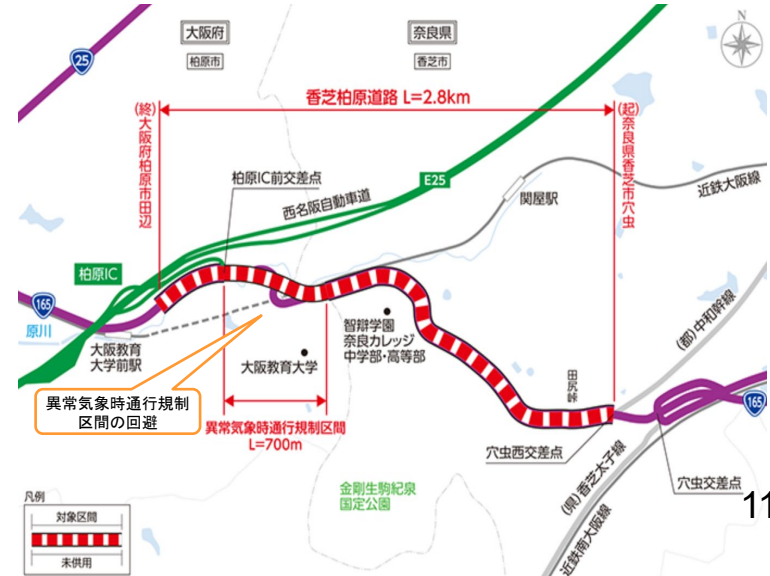 大阪府
柏原市
奈良県
香芝市
N
25
香芝柏原道路 L=2.8km
(終)大阪府柏原市田辺
(起)奈良県香芝市穴虫
柏原IC前交差点
E25
西名阪自動車道
関屋駅
近鉄大阪線
柏原IC
165
原川
大阪教育
大学前駅
大阪教育大学
智辯学園
奈良カレッジ
中学部・高等部
(都)中和幹線
田尻峠
異常気象時通行規制
区間の回避
異常気象時通行規制区間
L=700m
165
穴虫西交差点
穴虫交差点
(県)香芝太子線
近鉄南大阪線
金剛生駒紀泉
国定公園
凡例
対象区間
未供用
11